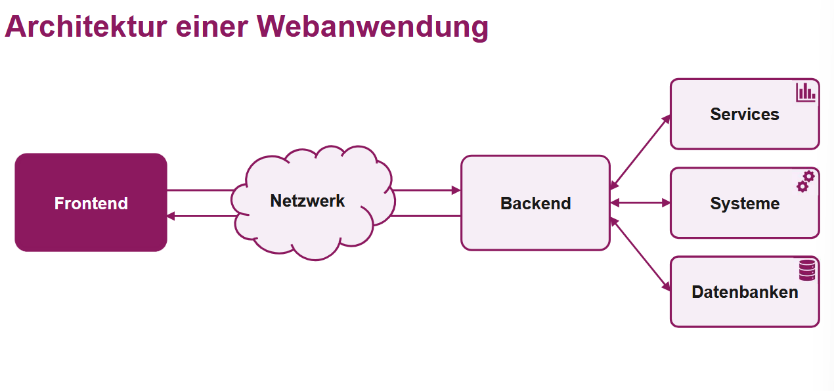 Architektur einer Webanwendung
Frontend
Netzwerk
Backend
Services
Systeme
Datenbanken